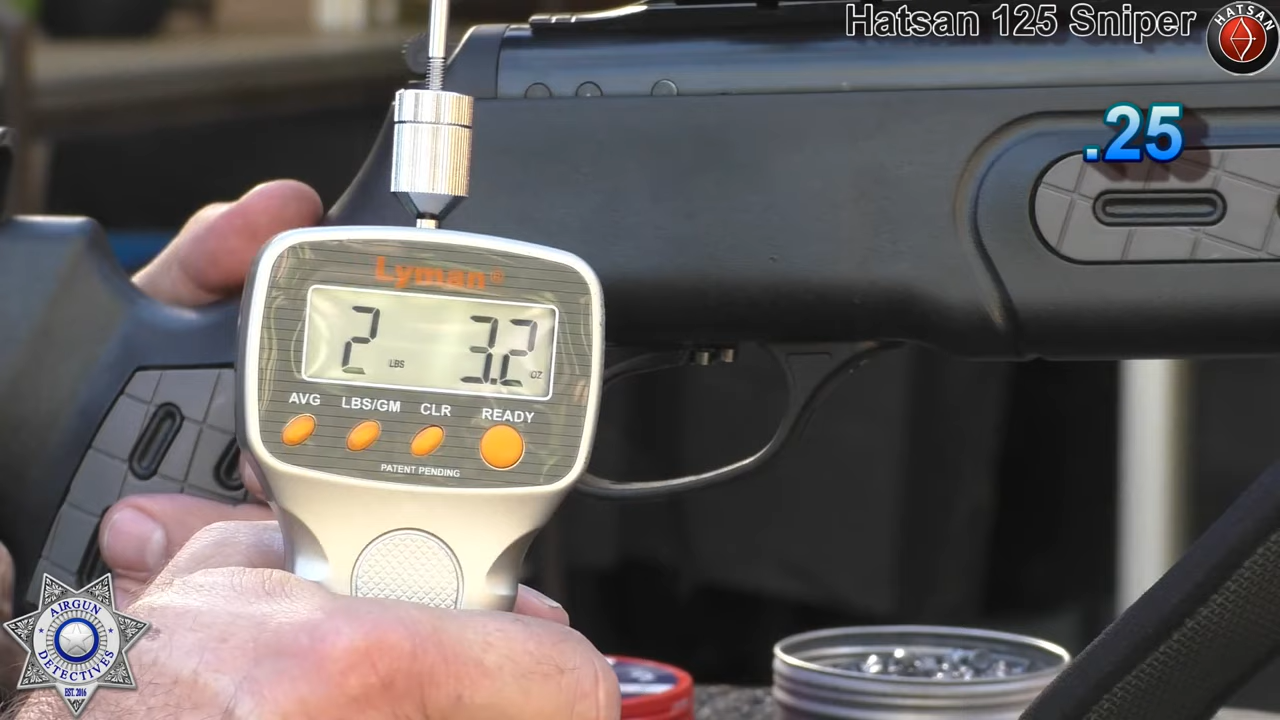 Hatsan 125 Sniper
HATSAN
.25
Lyman®
2 LBS 3.2 OZ
AVG LBS/GM CLR READY
PATENT PENDING
AIRGUN
DETECTIVES
EST. 2016